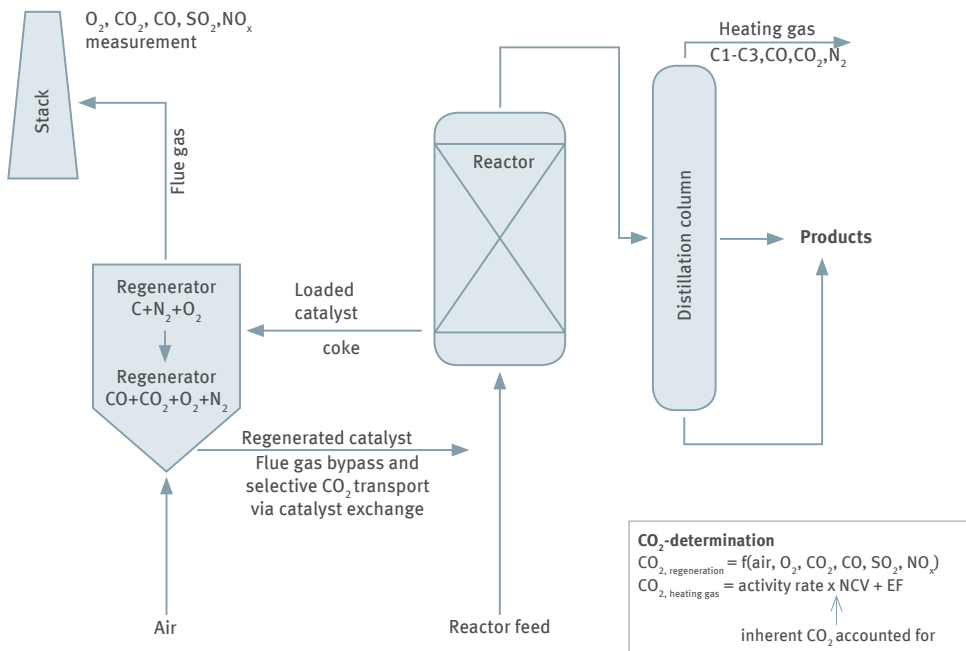 O₂, CO₂, CO, SO₂,NOₓ
measurement
Stack
Flue gas
Heating gas
C1-C3,CO,CO₂,N₂
Reactor
Distillation column
Products
Regenerator
C+N₂+O₂
Regenerator
CO+CO₂+O₂+N₂
Loaded
catalyst
coke
Regenerated catalyst
Flue gas bypass and
selective CO₂ transport
via catalyst exchange
Air
Reactor feed
CO₂-determination
CO₂, regeneration = f(air, O₂, CO₂, CO, SO₂, NOₓ)
CO₂, heating gas = activity rate x NCV + EF
inherent CO₂ accounted for